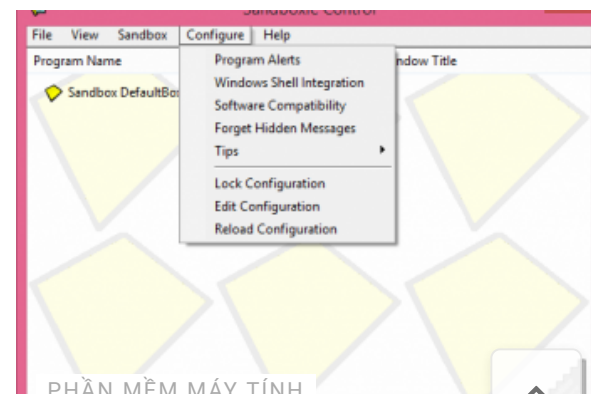 Sandboxie Control
File View Sandbox Configure Help
Program Name
ndow Title
Sandbox DefaultBo
Program Alerts
Windows Shell Integration
Software Compatibility
Forget Hidden Messages
Tips
Lock Configuration
Edit Configuration
Reload Configuration
PHẦN MỀM MÁY TÍNH